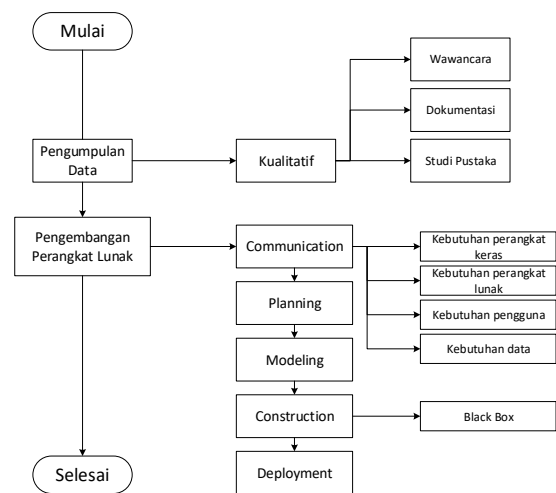 Mulai
Wawancara
Dokumentasi
Pengumpulan
Data
Kualitatif
Studi Pustaka
Pengembangan
Perangkat Lunak
Communication
Kebutuhan perangkat
keras
Kebutuhan perangkat
lunak
Planning
Kebutuhan pengguna
Modeling
Kebutuhan data
Construction
Black Box
Selesai
Deployment